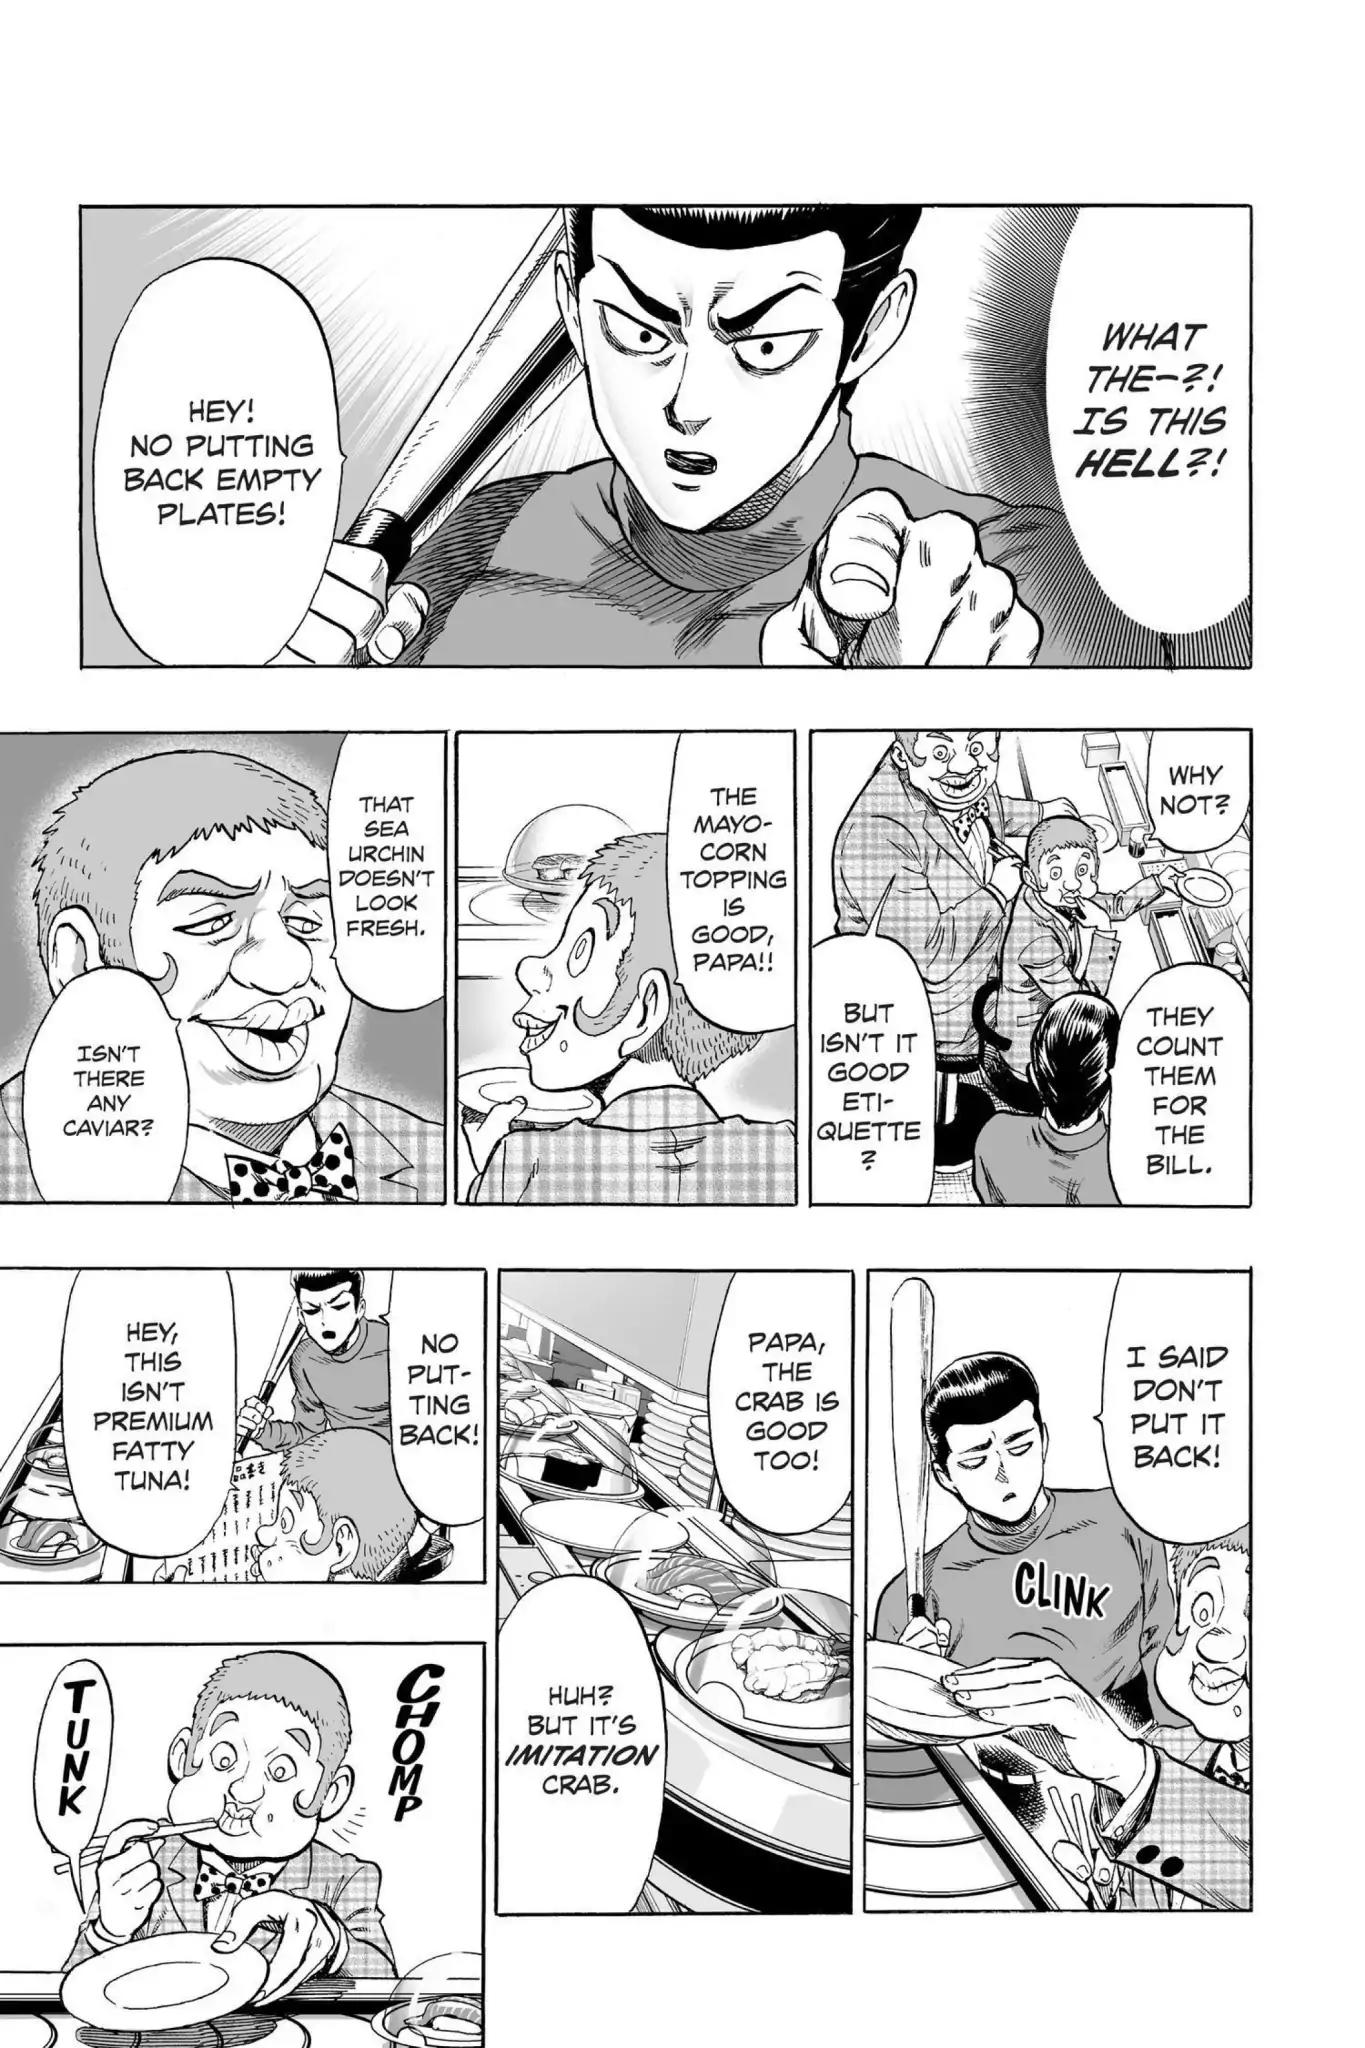 WHAT
THE—?!
IS THIS
HELL?!
HEY!
NO PUTTING
BACK EMPTY
PLATES!
WHY
NOT?
THEY
COUNT
THEM
FOR
THE
BILL.
BUT
ISN'T IT
GOOD
ETI-
QUETTE
?
THE
MAYO-
CORN
TOPPING
IS
GOOD,
PAPA!!
THAT
SEA
URCHIN
DOESN'T
LOOK
FRESH.
ISN'T
THERE
ANY
CAVIAR?
I SAID
DON'T
PUT IT
BACK!
CLINK
PAPA,
THE
CRAB IS
GOOD
TOO!
HUH?
BUT IT'S
IMITATION
CRAB.
NO
PUT-
TING
BACK!
HEY,
THIS
ISN'T
PREMIUM
FATTY
TUNA!
CHOMP
TUNK